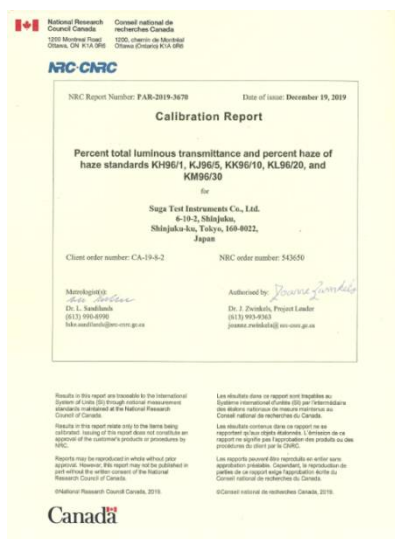 National Research Council Canada
Conseil national de recherches Canada
1200 Montreal Road
Ottawa, ON K1A 0R6
1200, chemin de Montréal
Ottawa (Ontario) K1A 0R6
NRC·CNRC
NRC Report Number: PAR-2019-3670
Date of issue: December 19, 2019
Calibration Report
Percent total luminous transmittance and percent haze of
haze standards KH96/1, KJ96/5, KK96/10, KL96/20, and
KM96/30
for
Suga Test Instruments Co., Ltd.
6-10-2, Shinjuku,
Shinjuku-ku, Tokyo, 160-0022,
Japan
Client order number: CA-19-8-2
NRC order number: 543650
Metrologist(s):
Dr. L. Sandilands
(613) 990-8990
Authorised by:
Joanne Zwinkels
Dr. J. Zwinkels, Project Leader
(613) 993-9363
joanne.zwinkels@nrc-cnrc.gc.ca
Results in this report are traceable to the International
System of Units (SI) through national measurement
standards maintained at the National Research
Council of Canada.
Results in this report relate only to the items being
calibrated. Issuing of this report does not constitute an
approval of the customer's products or procedures by
NRC.
Reports may be reproduced in whole without prior
approval. However, this report may not be published in
part without the written consent of the National
Research Council of Canada.
©National Research Council Canada, 2019.
Les résultats dans ce rapport sont traçables au
Système international d'unités (SI) par l'intermédiaire
des étalons nationaux de mesure maintenus au
Conseil national de recherches du Canada.
Les résultats contenus dans ce rapport ne se
rapportent qu'aux objets étalonnés. L'émission de ce
rapport ne signifie pas l'approbation des produits ou des
procédures du client par le CNRC.
Les rapports peuvent être reproduits en entier sans
approbation préalable. Cependant, la reproduction de
parties de ce rapport exige l'approbation écrite du
Conseil national de recherches du Canada.
©Conseil national de recherches Canada, 2019.
Canada